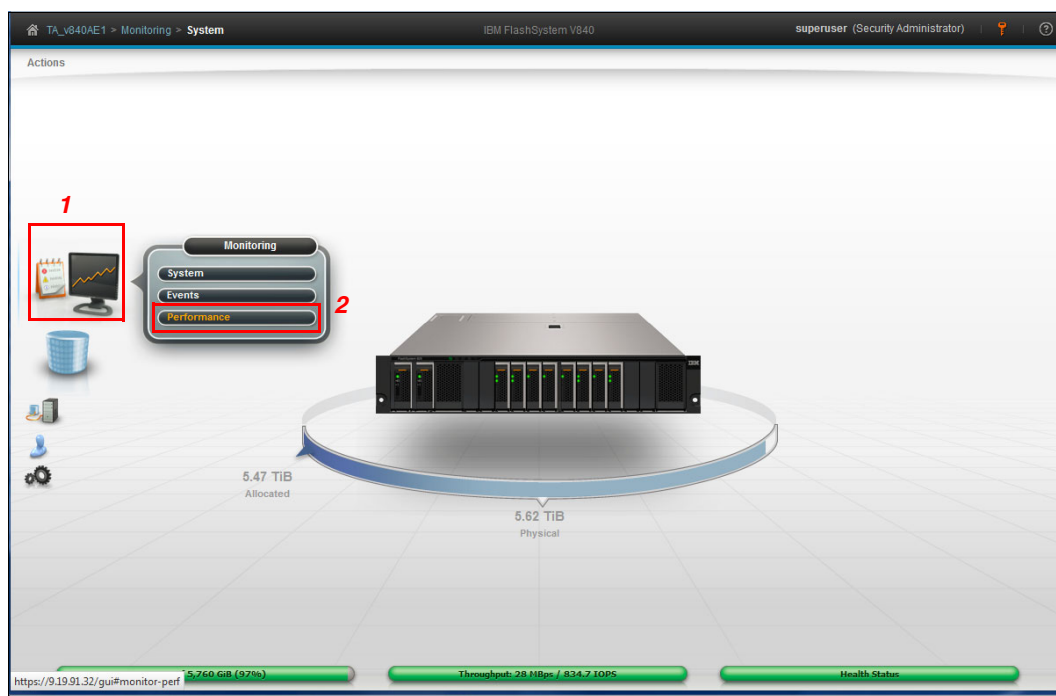 TA_v840AE1 > Monitoring > System
IBM FlashSystem V840
superuser (Security Administrator)
Actions
1
Monitoring
System
Events
Performance
2
IBM
5.47 TiB
Allocated
5.62 TiB
Physical
5,760 GiB (97%)
Throughput: 28 MBps / 834.7 IOPS
Health Status
https://9.19.91.32/gui#monitor-perf